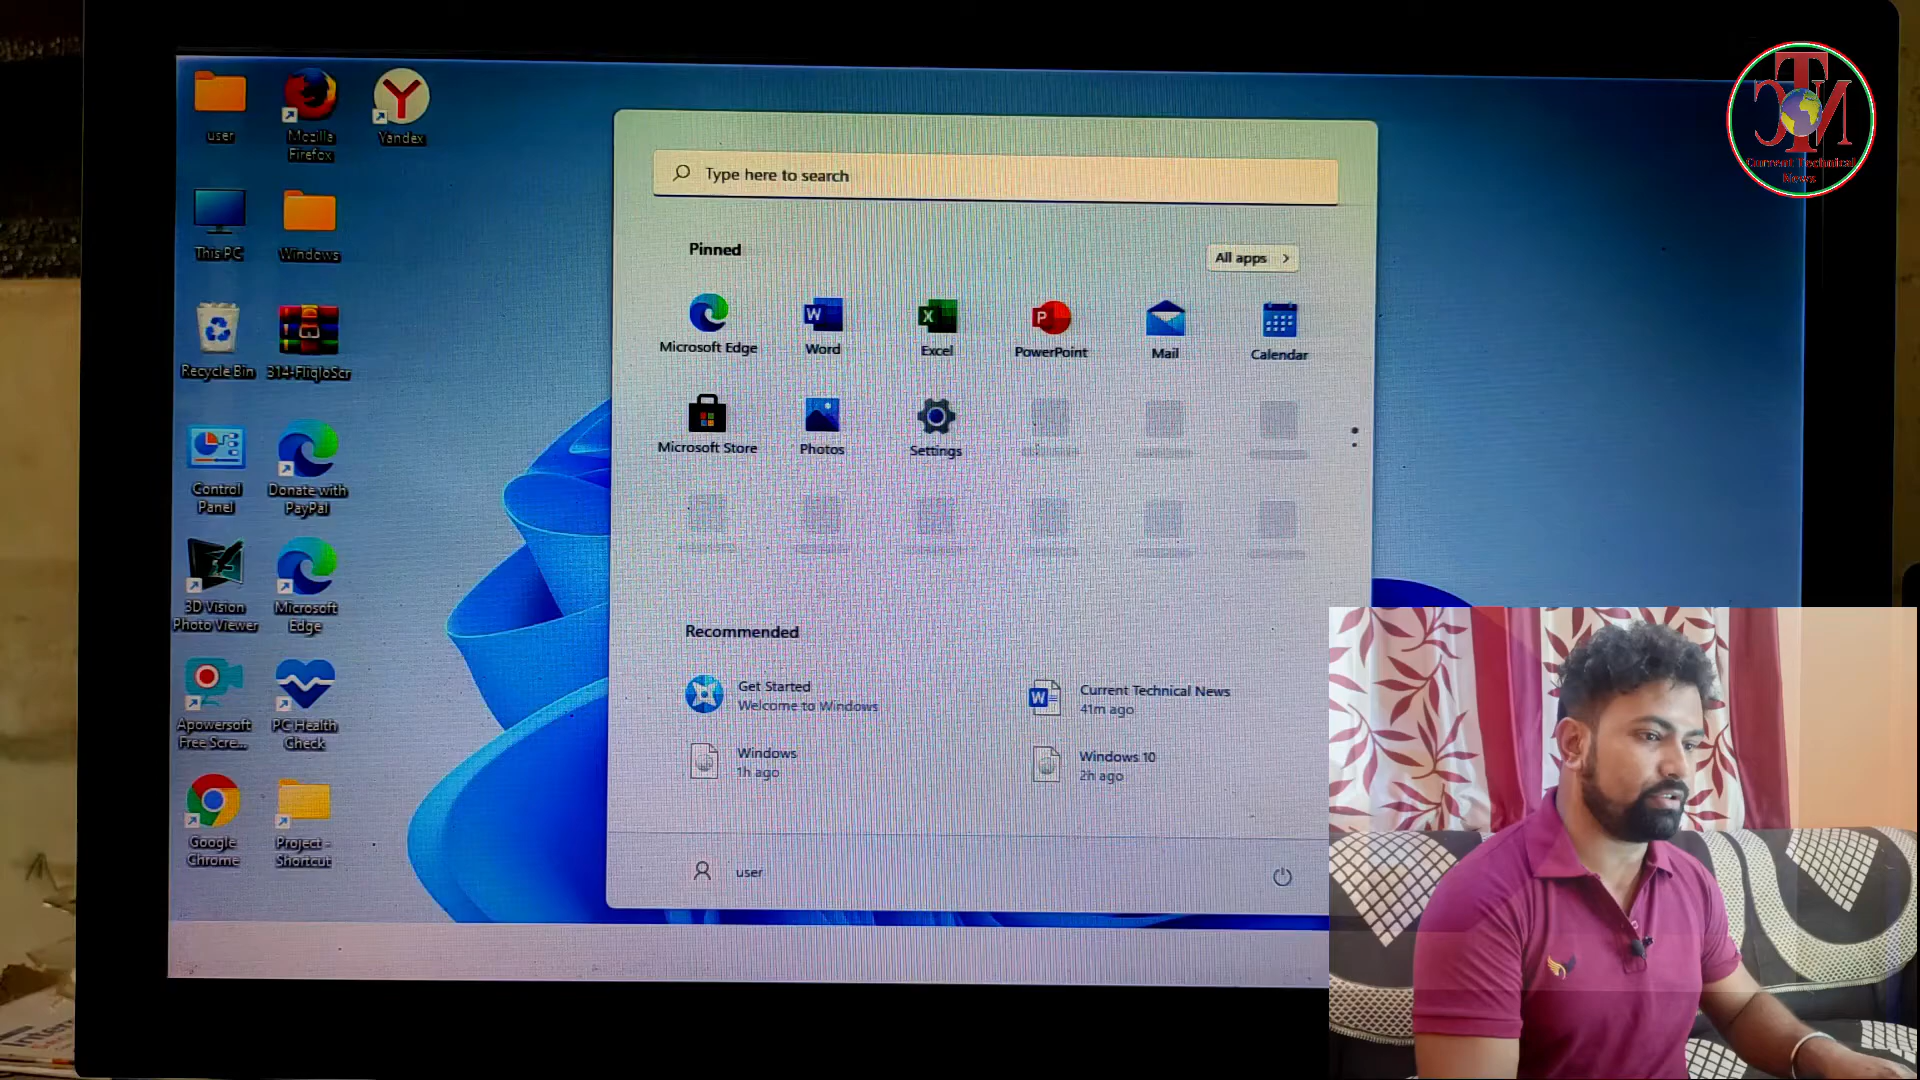 user
Mozilla
Firefox
Yandex
This PC
Windows
Recycle Bin
314-FliqloScr
Control
Panel
Donate with
PayPal
3D Vision
Photo Viewer
Microsoft
Edge
Apowersoft
Free Scre...
PC Health
Check
Google
Chrome
Project -
Shortcut
Type here to search
Pinned
All apps >
Microsoft Edge
Word
Excel
PowerPoint
Mail
Calendar
Microsoft Store
Photos
Settings
Recommended
Get Started
Welcome to Windows
Current Technical News
41m ago
Windows
1h ago
Windows 10
2h ago
user
CTN
Current Technical
News